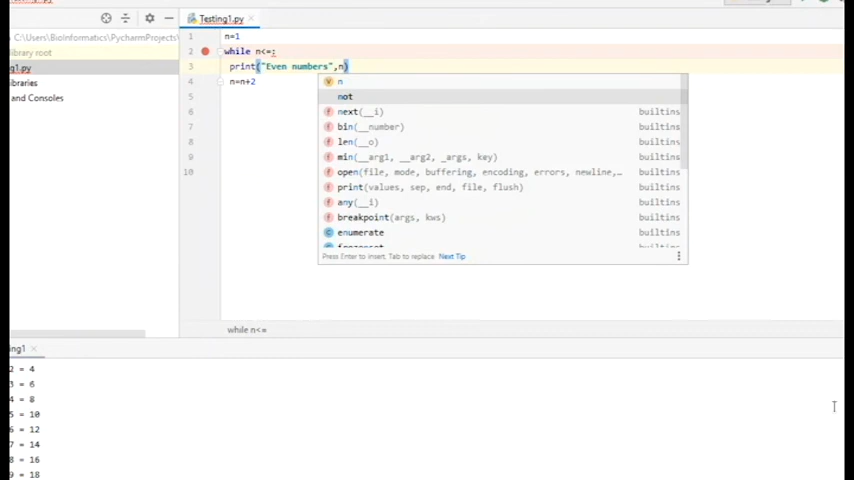 Testing1.py
C:\Users\BioInformatics\PycharmProjects\
library root
g1.py
ibraries
and Consoles
1 n=1
2 while n<=:
3 print("Even numbers",n)
4 n=n+2
5
6
7
8
9
10
n
not
next(__i) builtins
bin(__number) builtins
len(__o) builtins
min(__arg1, __arg2, _args, key) builtins
open(file, mode, buffering, encoding, errors, newline,… builtins
print(values, sep, end, file, flush) builtins
any(__i) builtins
breakpoint(args, kws) builtins
enumerate builtins
frozenset builtins
Press Enter to insert, Tab to replace Next Tip
while n<=
ing1
2 = 4
3 = 6
4 = 8
5 = 10
6 = 12
7 = 14
8 = 16
9 = 18